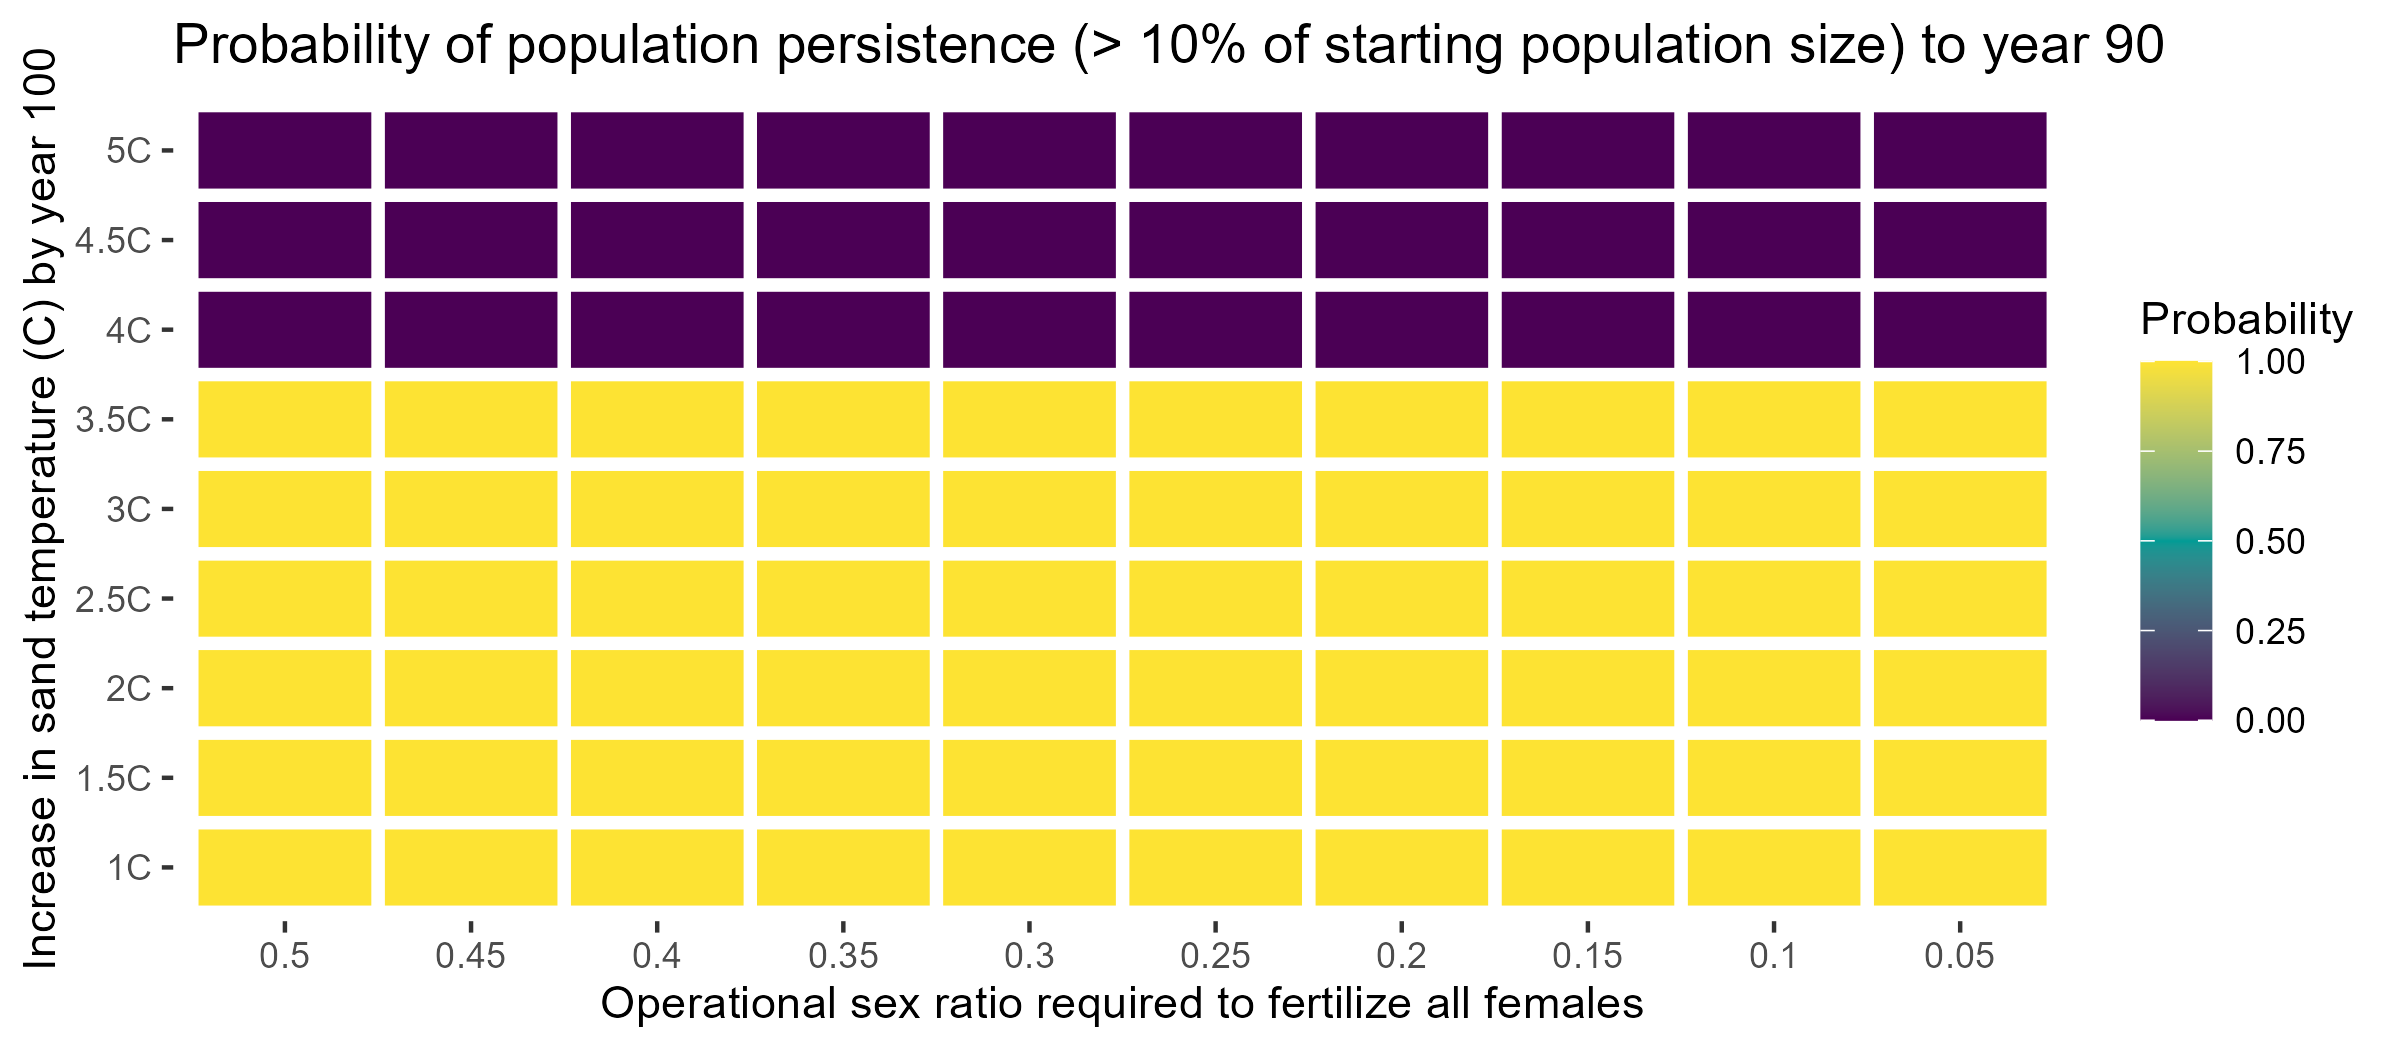 Probability of population persistence (> 10% of starting population size) to year 90
Increase in sand temperature (C) by year 100
5C
4.5C
4C
3.5C
3C
2.5C
2C
1.5C
1C
0.5 0.45 0.4 0.35 0.3 0.25 0.2 0.15 0.1 0.05
Operational sex ratio required to fertilize all females
Probability
1.00
0.75
0.50
0.25
0.00